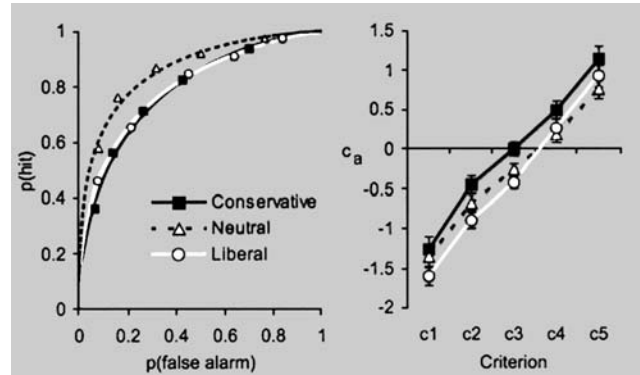 1
0.8
0.6
0.4
0.2
0
p(hit)
0 0.2 0.4 0.6 0.8 1
p(false alarm)
Conservative
Neutral
Liberal
1.5
1
0.5
0
-0.5
-1
-1.5
-2
ca
c1 c2 c3 c4 c5
Criterion